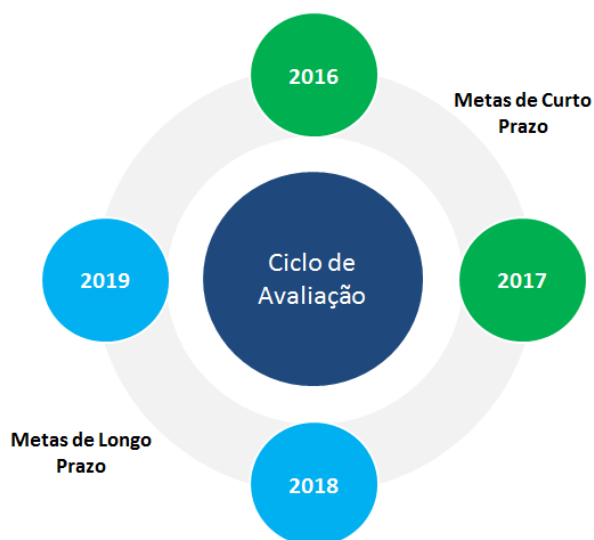 2016
Metas de Curto
Prazo
Ciclo de
Avaliação
2019
2017
Metas de Longo
Prazo
2018